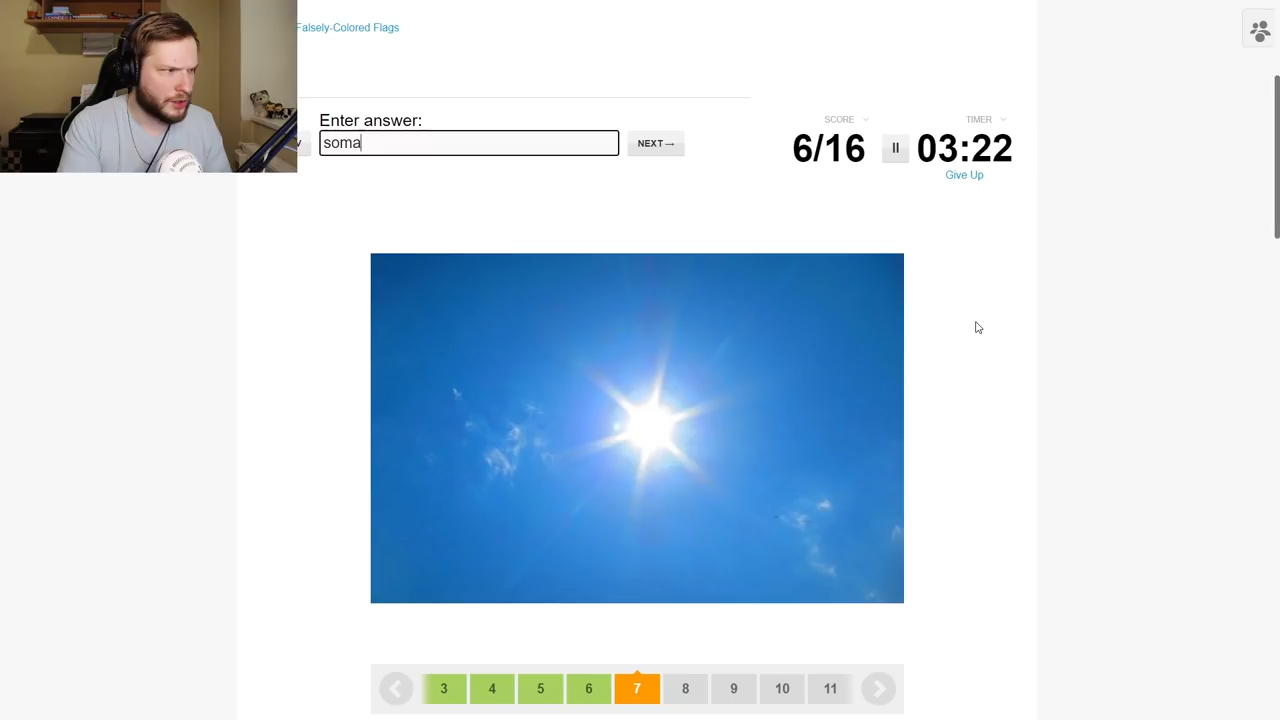 Falsely-Colored Flags
Enter answer:
soma
V
NEXT→
SCORE
6/16
TIMER
03:22
Give Up
3
4
5
6
7
8
9
10
11